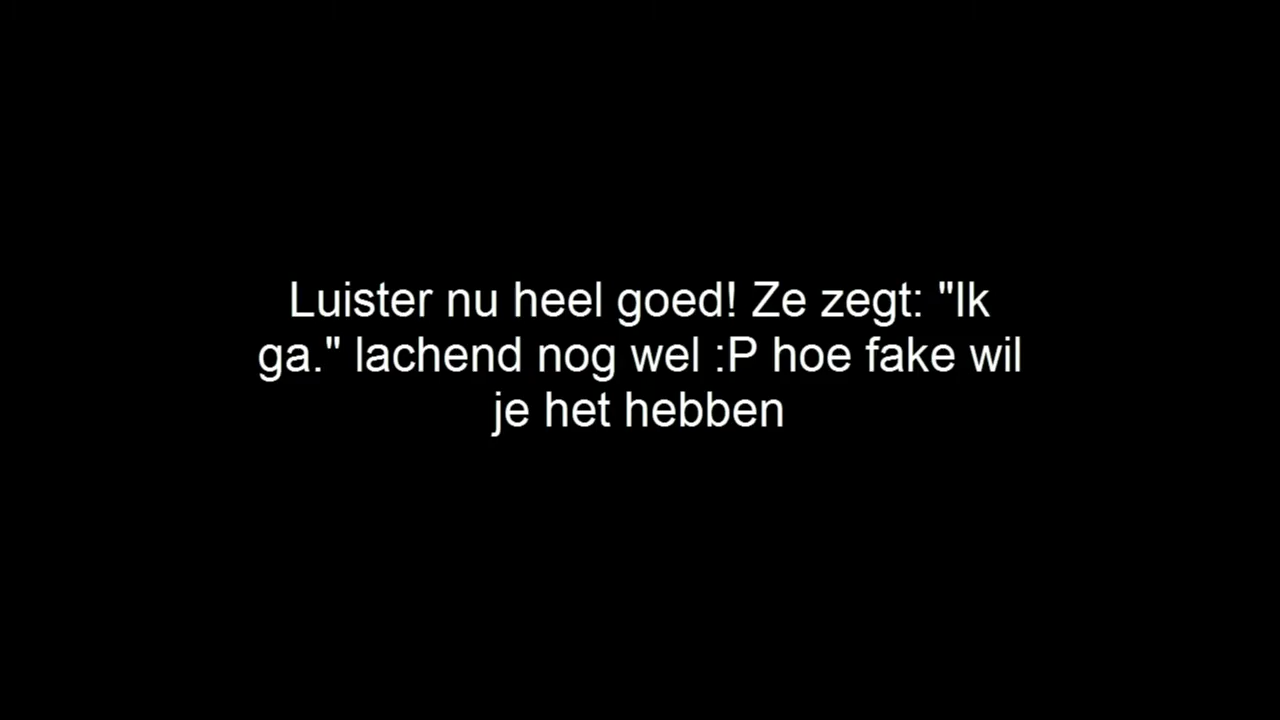 Luister nu heel goed! Ze zegt: "Ik
ga." lachend nog wel :P hoe fake wil
je het hebben